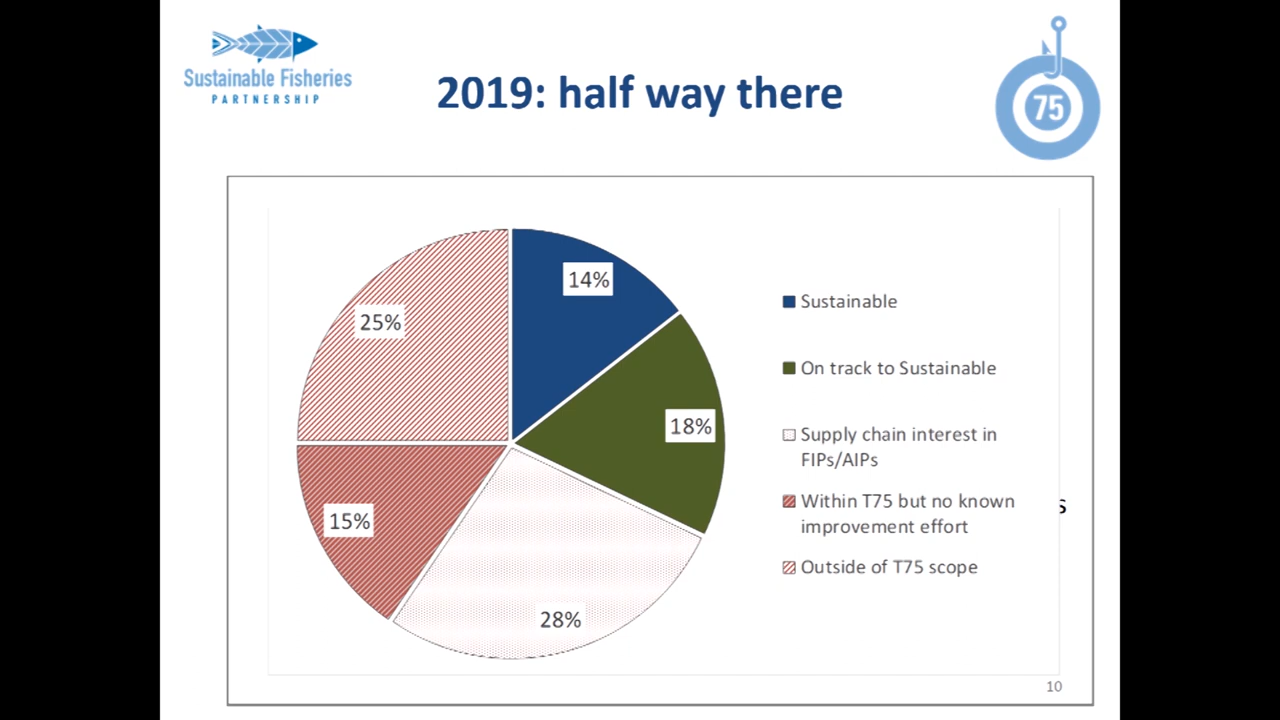 Sustainable Fisheries
PARTNERSHIP
2019: half way there
75
14%
25%
18%
15%
28%
Sustainable
On track to Sustainable
Supply chain interest in
FIPs/AIPs
Within T75 but no known
improvement effort
Outside of T75 scope
s
10